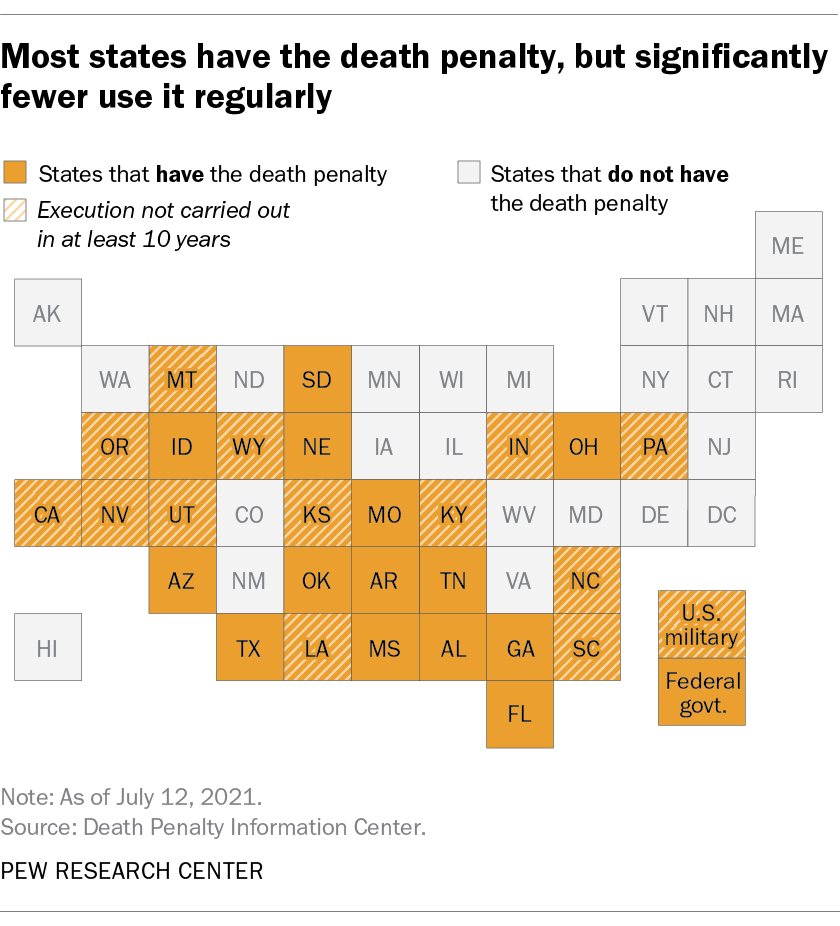 Most states have the death penalty, but significantly
fewer use it regularly
States that have the death penalty
Execution not carried out
in at least 10 years
States that do not have
the death penalty
ME
AK
VT NH MA
WA MT ND SD MN WI MI NY CT RI
OR ID WY NE IA IL IN OH PA NJ
CA NV UT CO KS MO KY WV MD DE DC
AZ NM OK AR TN VA NC
HI TX LA MS AL GA SC
FL
U.S.
military
Federal
govt.
Note: As of July 12, 2021.
Source: Death Penalty Information Center.
PEW RESEARCH CENTER